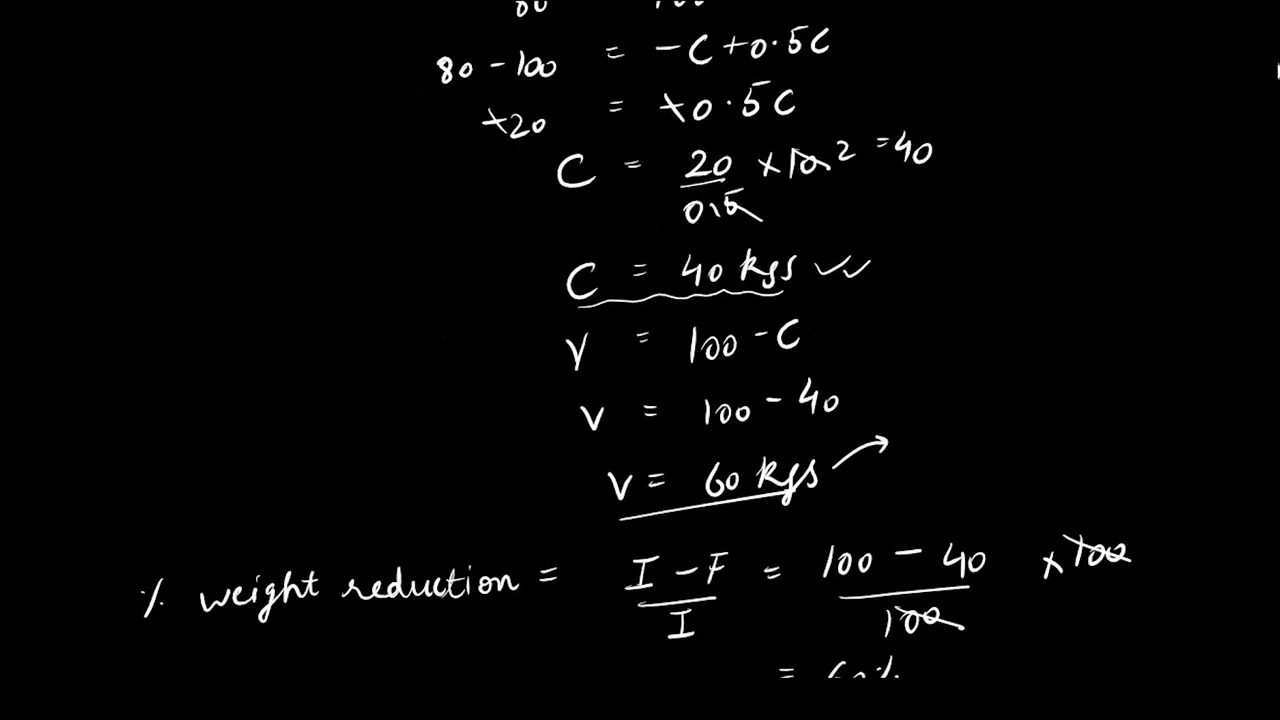 80 - 100 = -C + 0.5C
+20 = +0.5C
C = 20/0.5 x 10 2 = 40
C = 40 kgs ✓✓
V = 100 - C
V = 100 - 40
V = 60 kgs
% weight reduction = I - F / I = 100 - 40 / 100 x 100